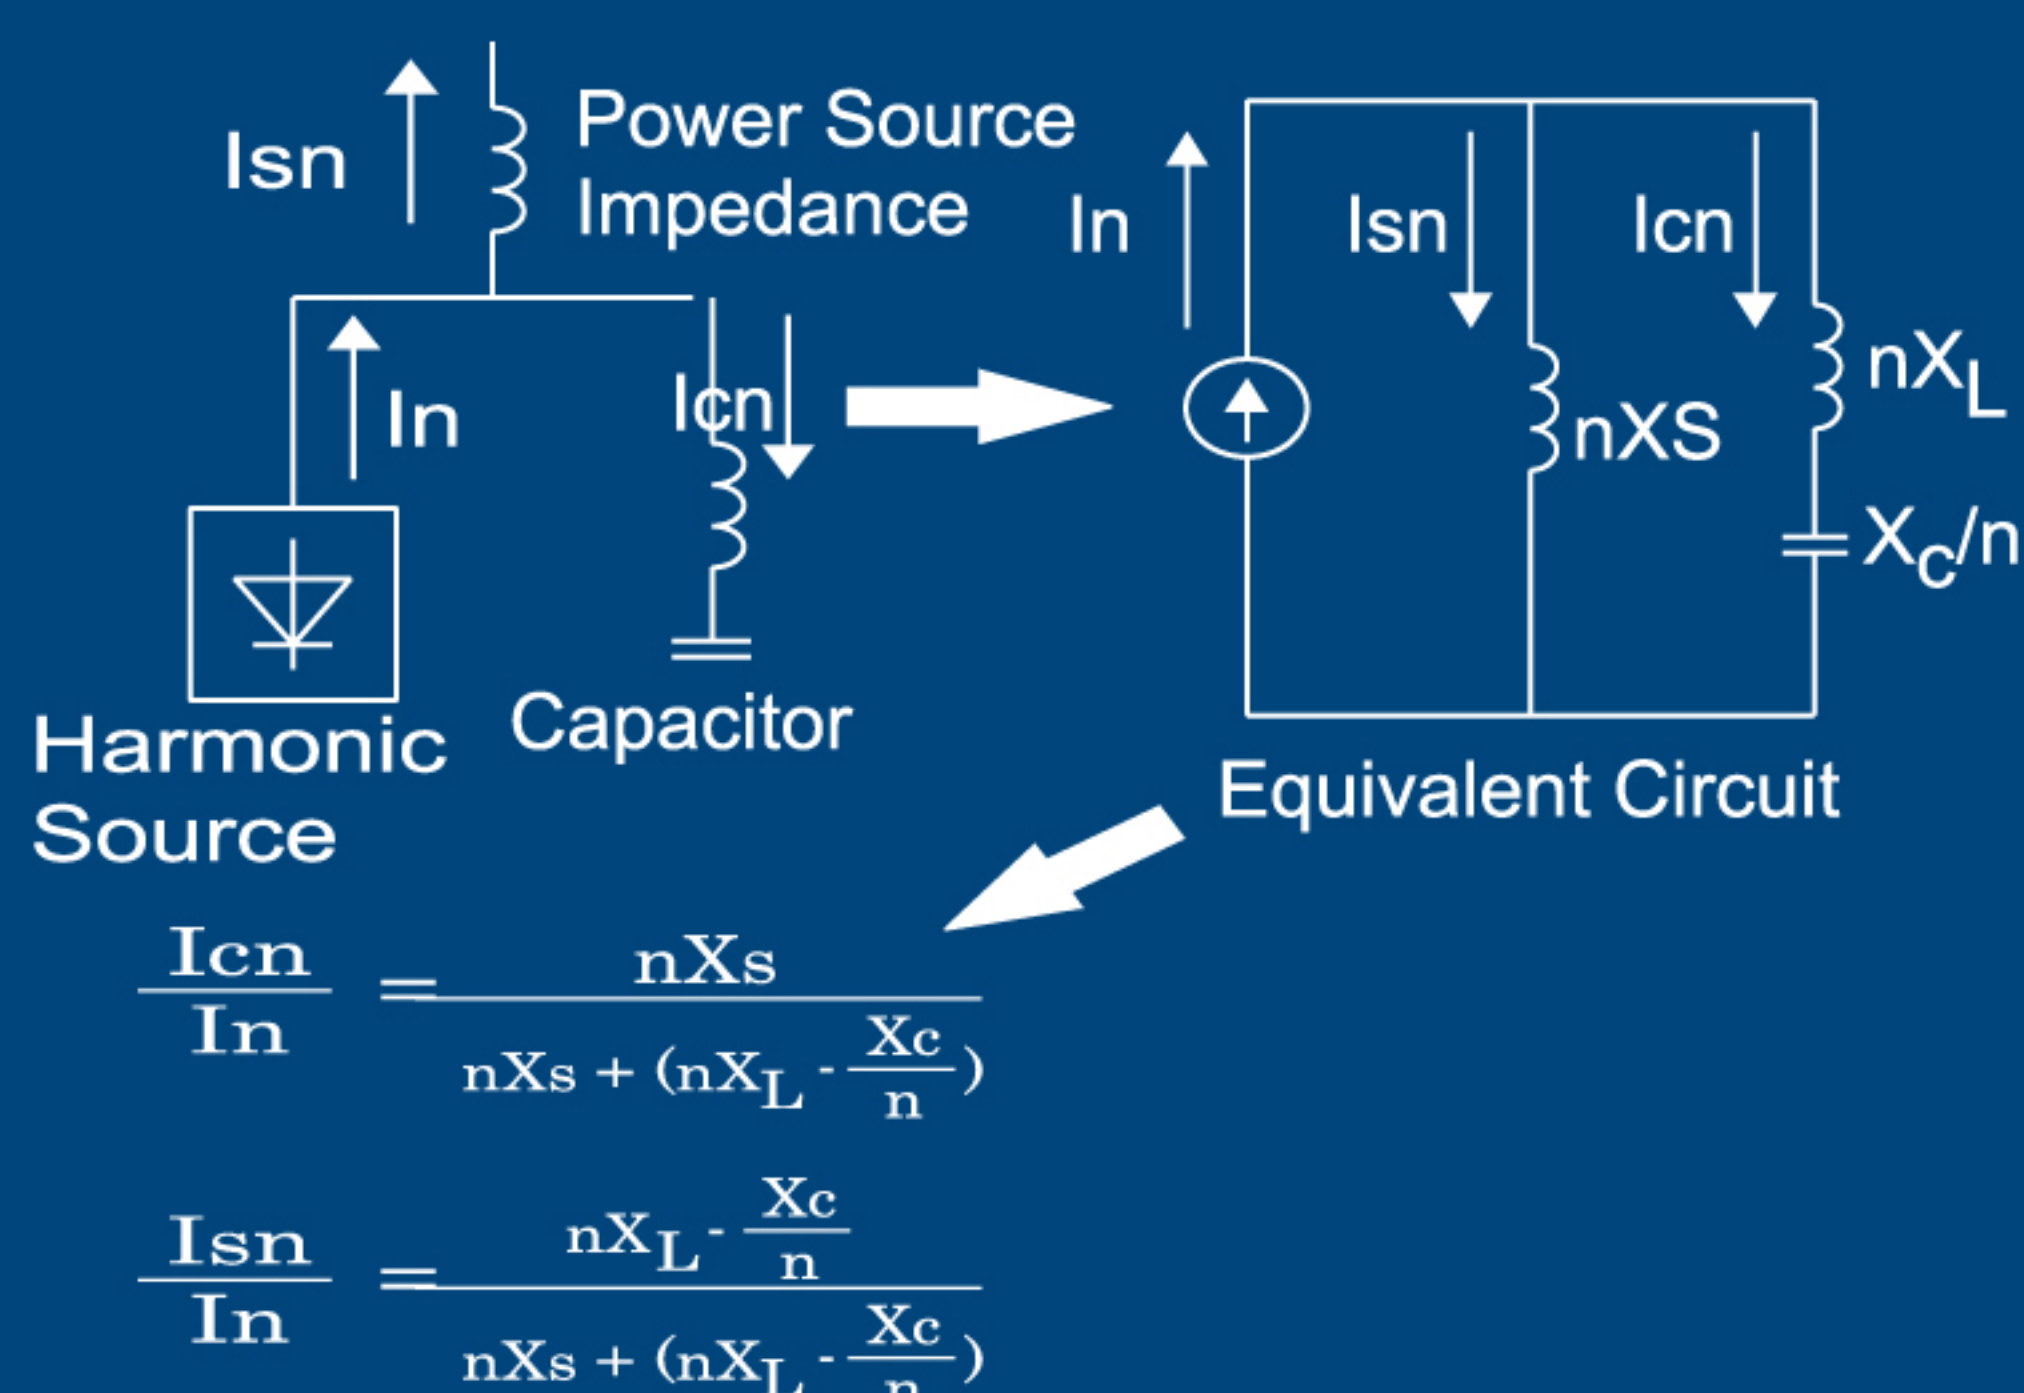 Isn
Power Source
Impedance
In
Icn
Harmonic
Source
Capacitor
In
Isn
Icn
nXS
nXL
Xc/n
Equivalent Circuit
Icn
In
=
nXs
nXs + (nXL - Xc
n
)
Isn
In
=
nXL - Xc
n
nXs + (nXL - Xc
n
)